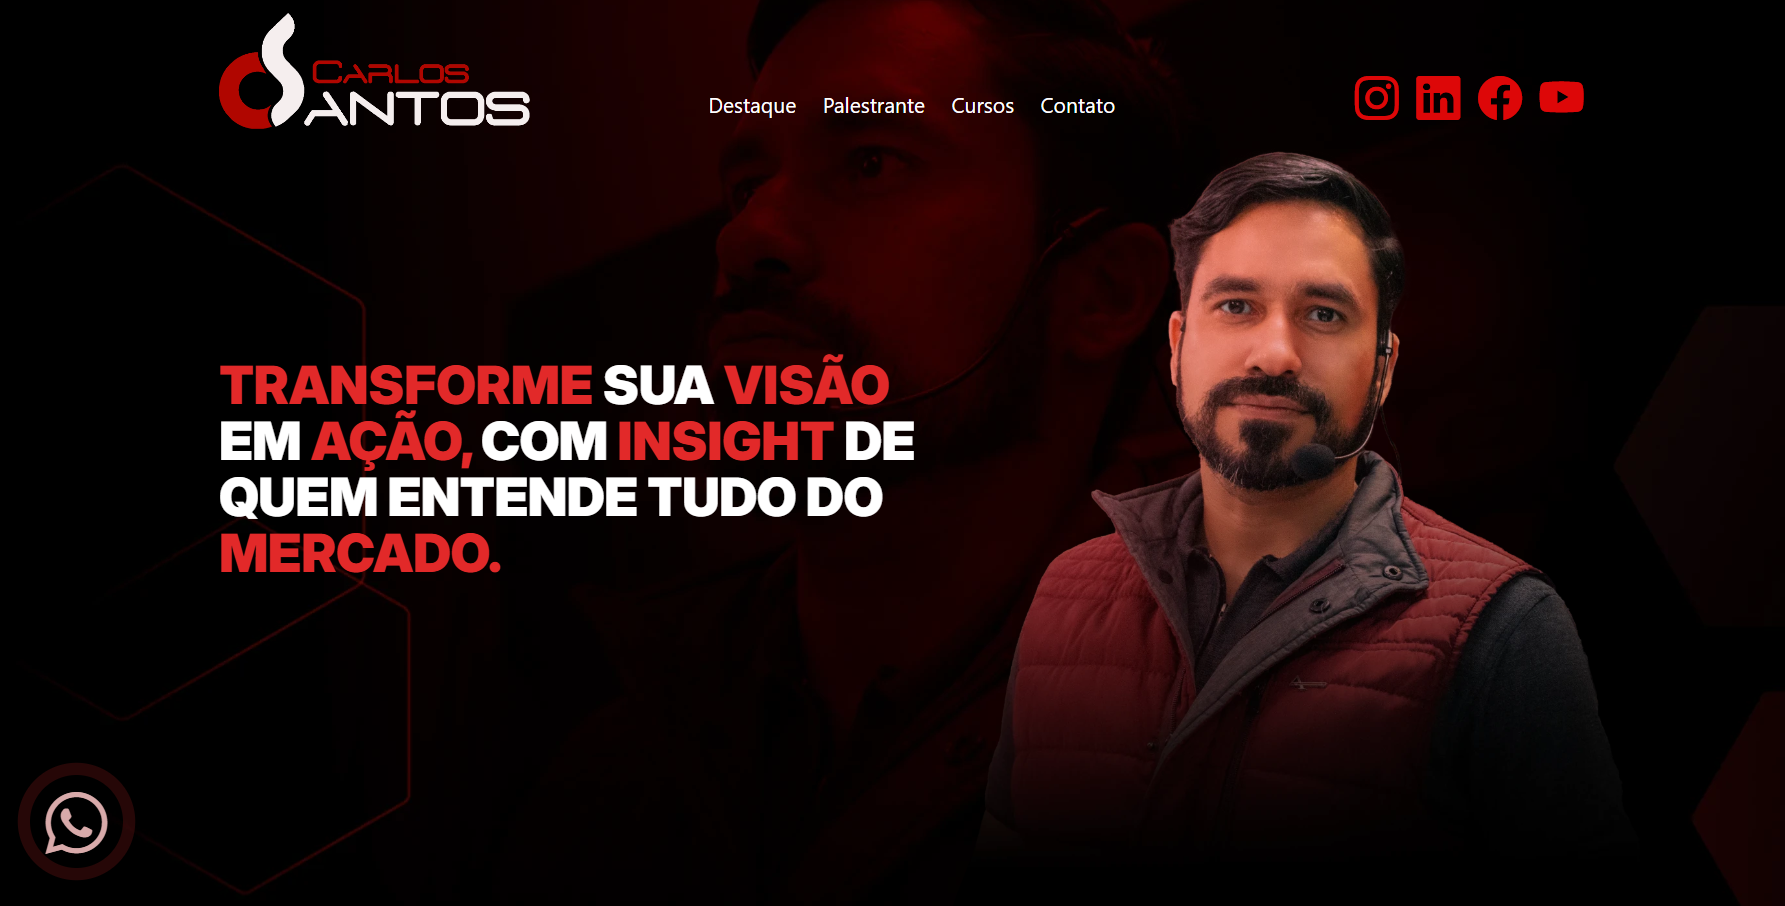 CARLOS
SANTOS
Destaque Palestrante Cursos Contato
TRANSFORME SUA VISÃO
EM AÇÃO, COM INSIGHT DE
QUEM ENTENDE TUDO DO
MERCADO.